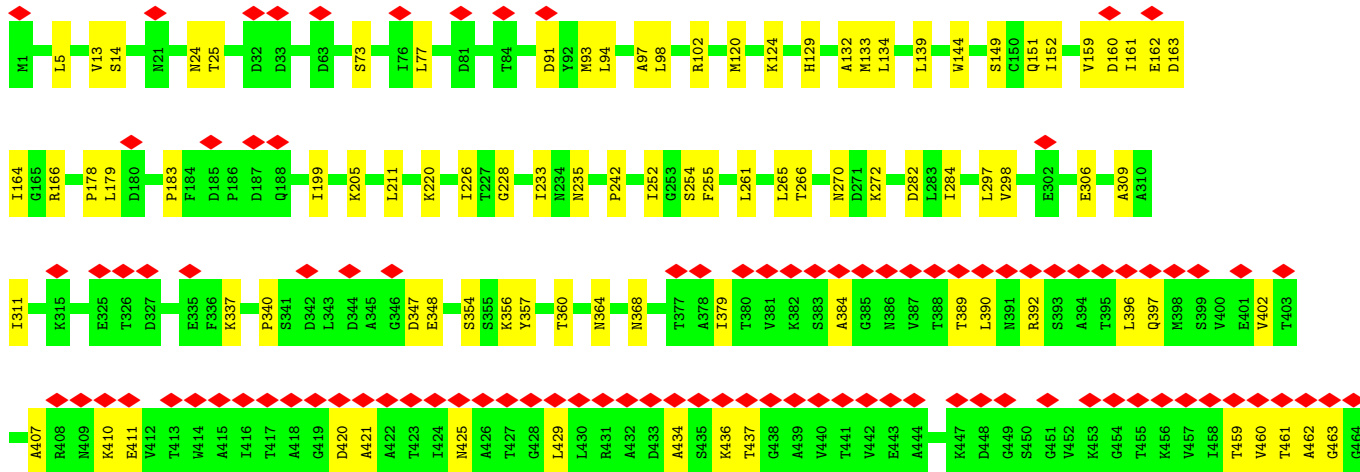 M1 L5 V13 S14 N21 N24 T25 D32 D33 D63 S73 I76 L77 D81 T84 D91 Y92 M93 L94 A97 L98 R102 M120 K124 H129 A132 M133 L134 L139 W144 S149 C150 Q151 I152 V159 D160 I161 E162 D163
I164 G165 R166 P178 L179 D180 P183 F184 D185 P186 D187 Q188 I199 K205 L211 K220 I226 T227 G228 I233 N234 N235 P242 I252 G253 S254 F255 L261 L265 T266 N270 D271 K272 D282 L283 I284 L297 V298 E302 E306 A309 A310
I311 K315 E325 T326 D327 E335 F336 K337 P340 S341 D342 L343 D344 A345 G346 D347 E348 S354 S355 K356 Y357 T360 N364 N368 T377 A378 I379 T380 V381 K382 S383 A384 G385 N386 V387 T388 T389 L390 N391 R392 S393 A394 T395 L396 Q397 M398 S399 V400 E401 V402 T403
A407 R408 N409 K410 E411 V412 T413 W414 A415 I416 T417 A418 G419 D420 A421 A422 T423 I424 N425 A426 T427 G428 L429 L430 R431 A432 D433 A434 S435 K436 T437 G438 A439 V440 T441 V442 E443 A444 K447 D448 G449 S450 G451 V452 K453 G454 T455 K456 V457 I458 T459 V460 T461 A462 G463 G464